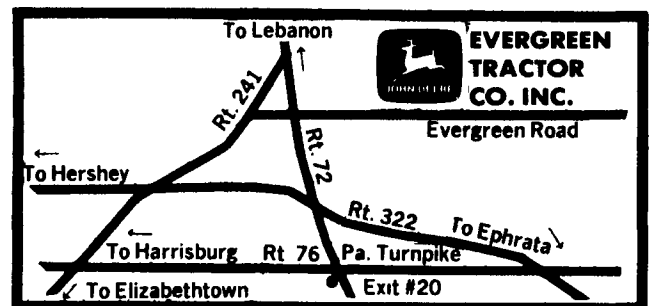 To Lebanon
EVERGREEN
TRACTOR
CO. INC.
JOHN DEERE
Evergreen Road
Rt. 241
Rt. 72
To Hershey
Rt. 322
To Ephrata
To Harrisburg
Rt 76
Pa. Turnpike
To Elizabethtown
Exit #20